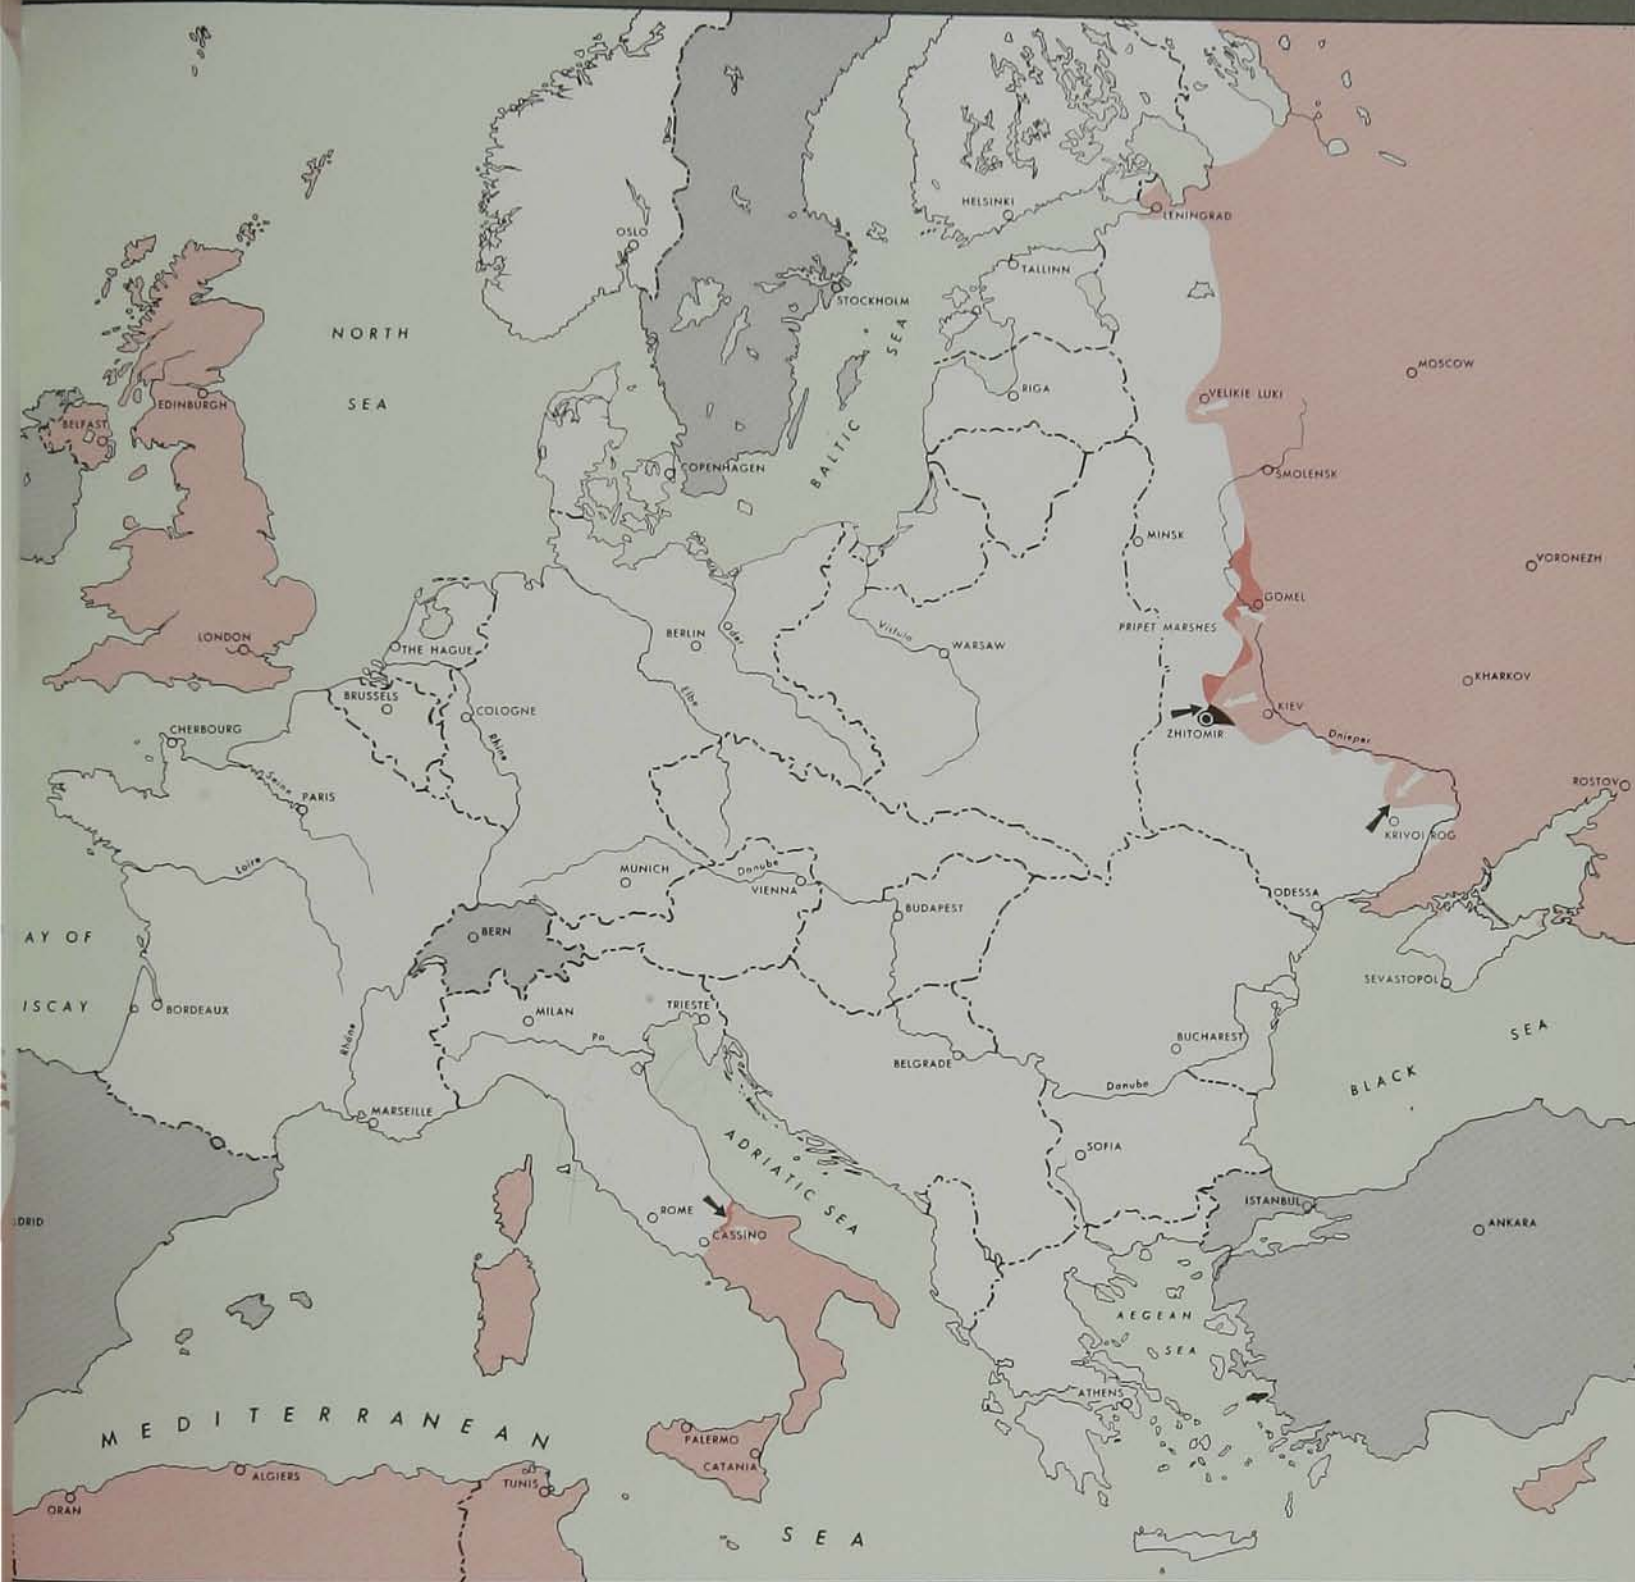 HELSINKI
LENINGRAD
OSLO
TALLINN
STOCKHOLM
NORTH
SEA
BALTIC
SEA
MOSCOW
RIGA
VELIKIE LUKI
EDINBURGH
BELFAST
COPENHAGEN
SMOLENSK
MINSK
VORONEZH
GOMEL
PRIPET MARSHES
LONDON
THE HAGUE
BERLIN
Oder
Vistula
WARSAW
KHARKOV
BRUSSELS
COLOGNE
Elbe
KIEV
ZHITOMIR
Dnieper
CHERBOURG
Rhine
Seine
PARIS
ROSTOV
KRIVOI ROG
Loire
MUNICH
Danube
VIENNA
ODESSA
BUDAPEST
AY OF
ISCAY
BERN
SEVASTOPOL
BORDEAUX
MILAN
TRIESTE
Rhône
Po
BELGRADE
BUCHAREST
Danube
BLACK
SEA
MARSEILLE
ADRIATIC SEA
SOFIA
ISTANBUL
ANKARA
DRID
ROME
CASSINO
AEGEAN
SEA
ATHENS
MEDITERRANEAN
SEA
PALERMO
CATANIA
ALGIERS
TUNIS
ORAN